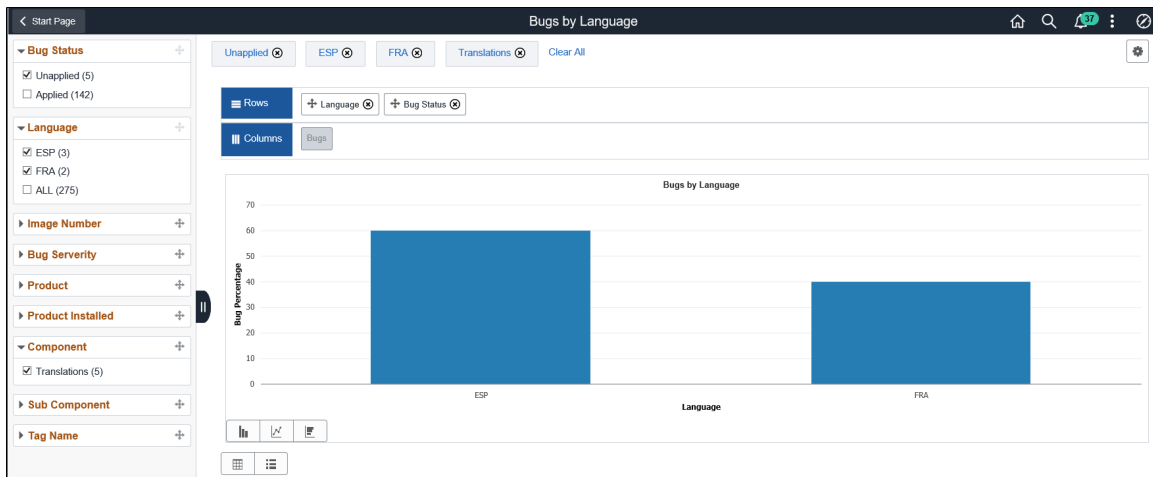 Start Page
Bugs by Language
37
Bug Status
Unapplied (5)
Applied (142)
Language
ESP (3)
FRA (2)
ALL (275)
Image Number
Bug Serverity
Product
Product Installed
Component
Translations (5)
Sub Component
Tag Name
Unapplied ESP FRA Translations Clear All
Rows Language Bug Status
Columns Bugs
Bugs by Language
70
60
50
40
30
20
10
0
Bug Percentage
ESP FRA
Language